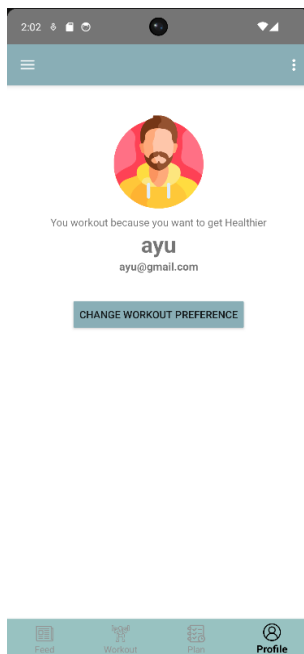 2:02
You workout because you want to get Healthier
ayu
ayu@gmail.com
CHANGE WORKOUT PREFERENCE
Feed Workout Plan Profile